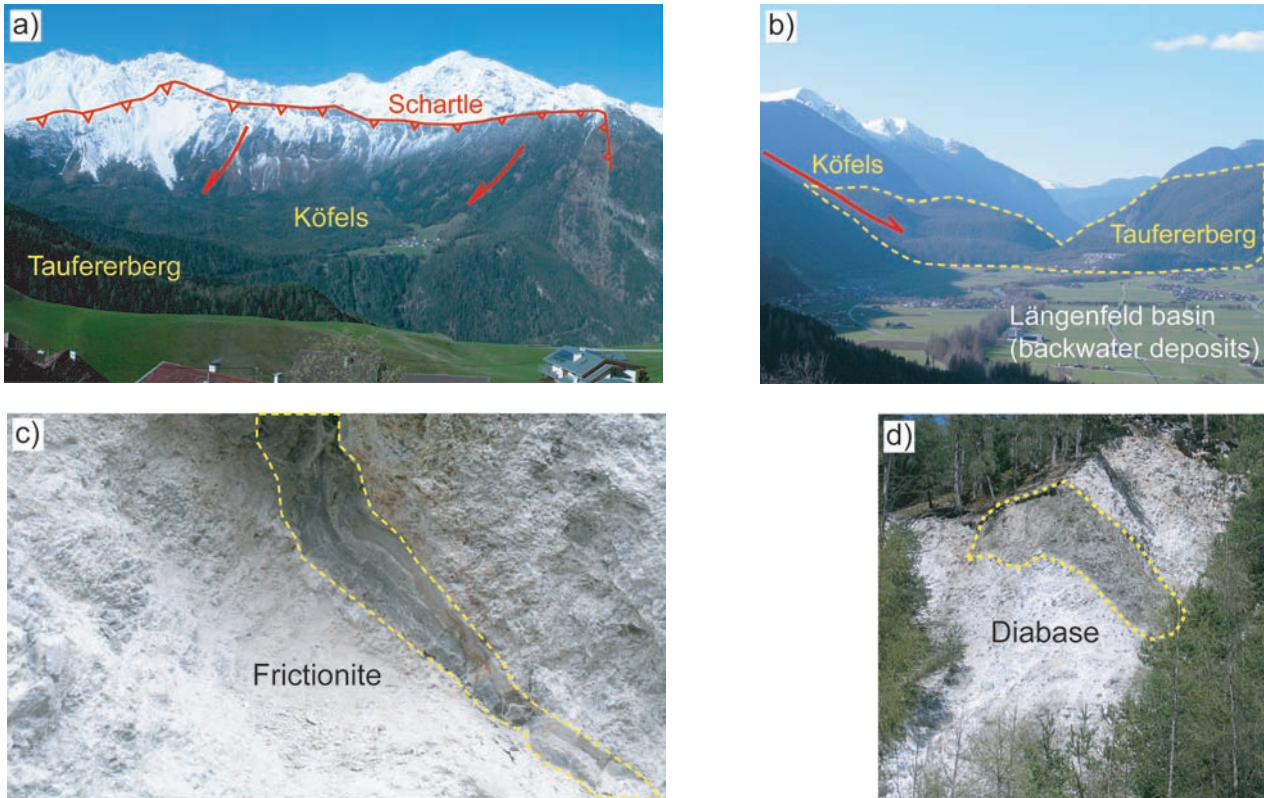 a)
Schartle
Köfels
Taufererberg
b)
Köfels
Taufererberg
Längenfeld basin
(backwater deposits)
c)
Frictionite
d)
Diabase